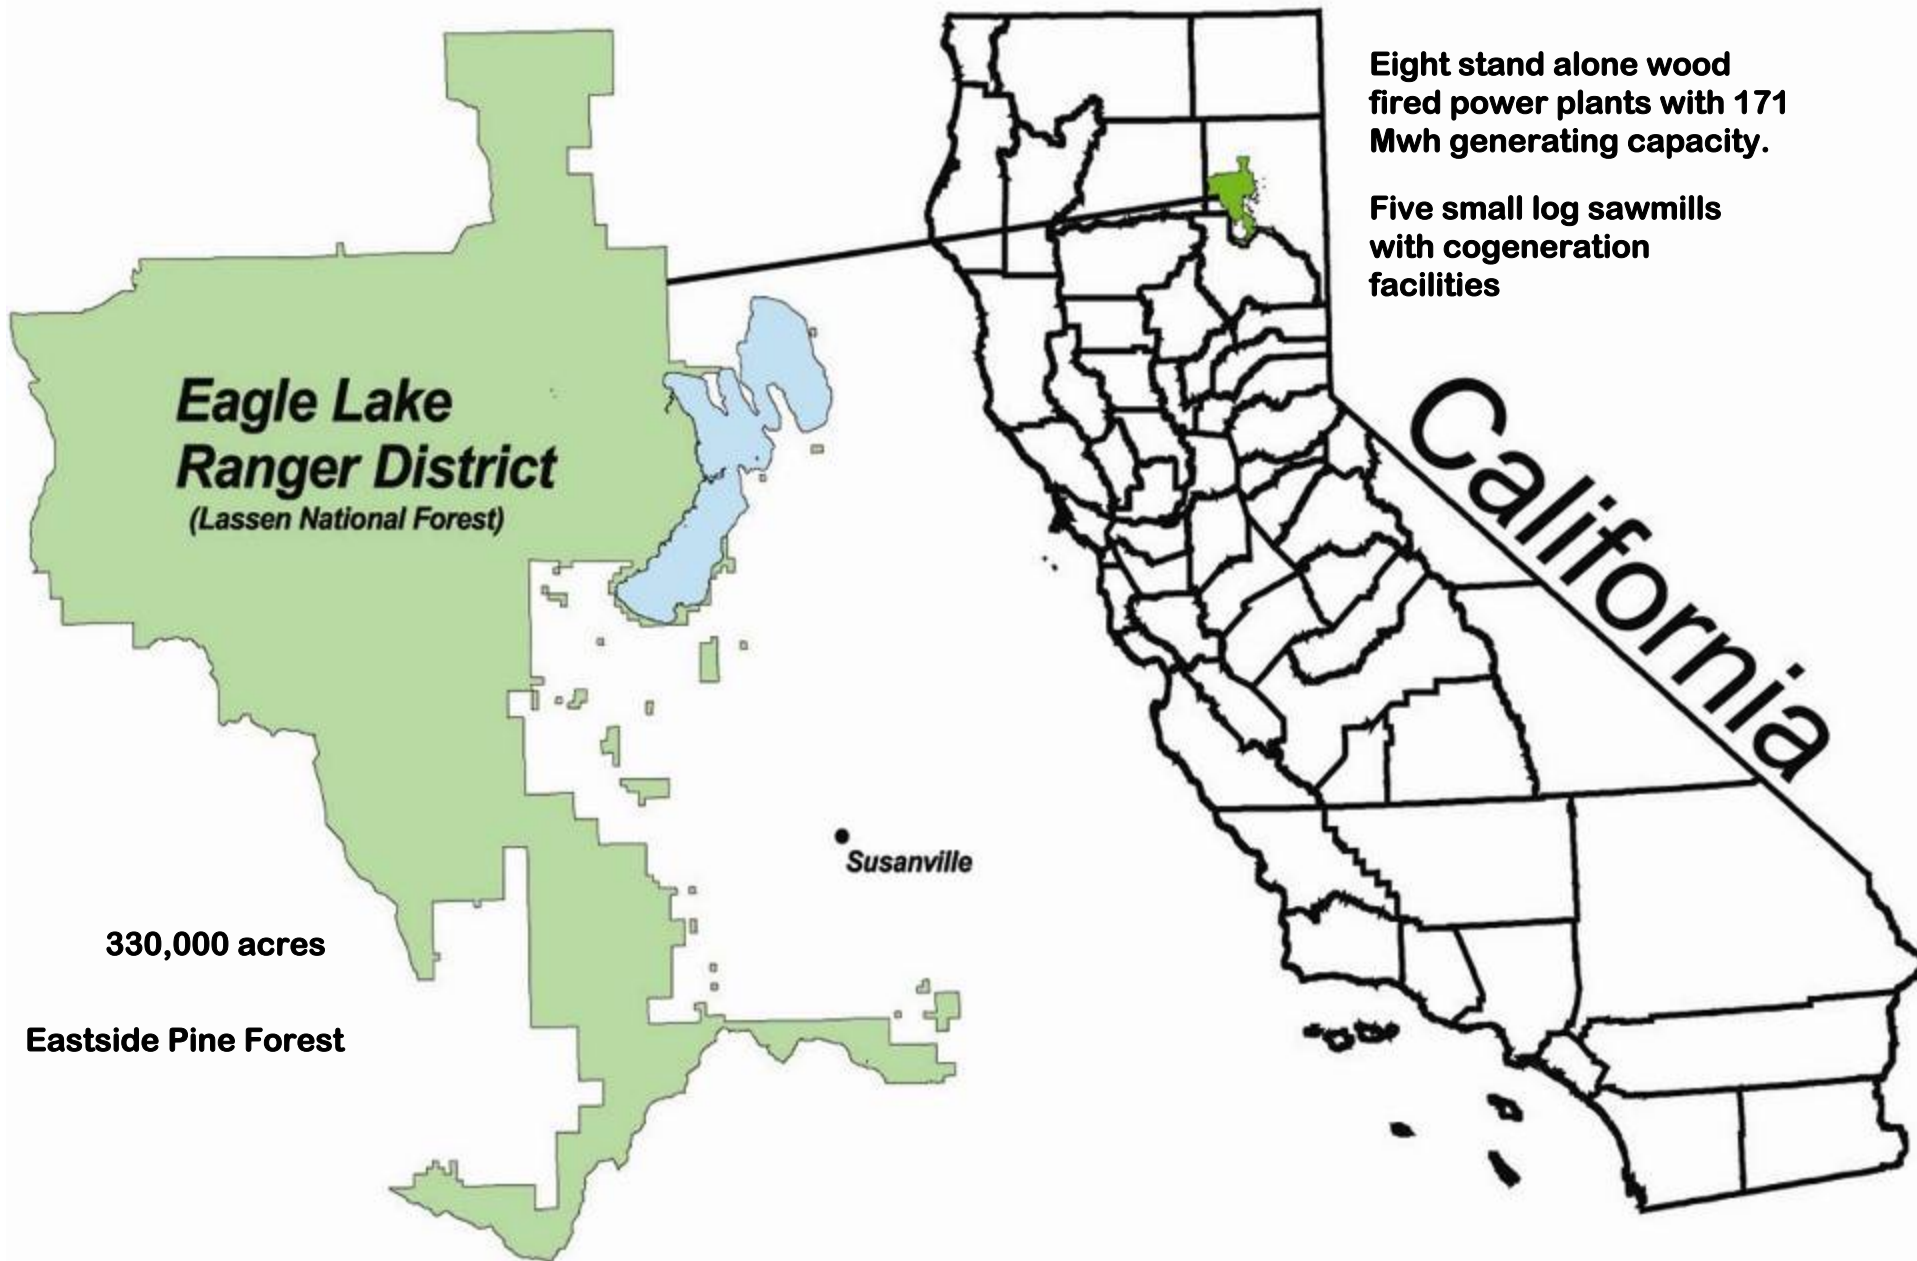 Eight stand alone wood
fired power plants with 171
Mwh generating capacity.
Five small log sawmills
with cogeneration
facilities
Eagle Lake
Ranger District
(Lassen National Forest)
California
Susanville
330,000 acres
Eastside Pine Forest